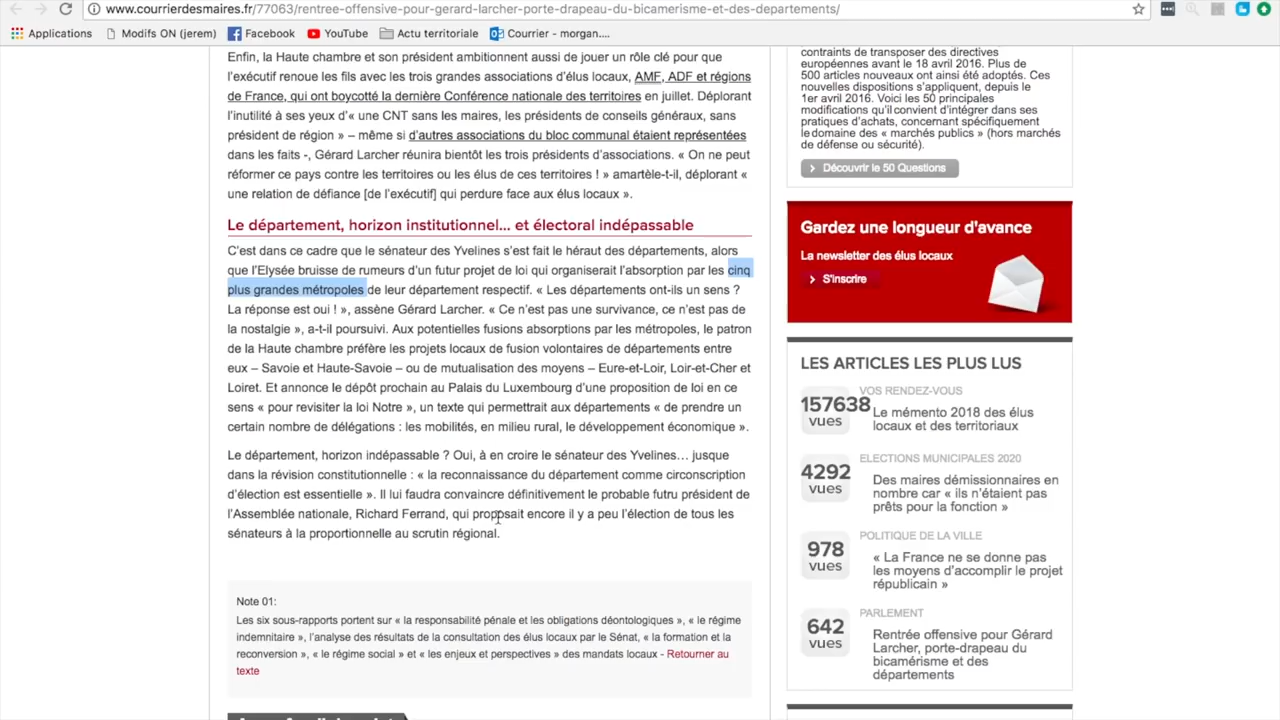 www.courrierdesmaires.fr/77063/rentree-offensive-pour-gerard-larcher-porte-drapeau-du-bicamerisme-et-des-departements/
Applications
Modifs ON (jerem)
Facebook
YouTube
Actu territoriale
Courrier - morgan....
Enfin, la Haute chambre et son président ambitionnent aussi de jouer un rôle clé pour que
l'exécutif renoue les fils avec les trois grandes associations d'élus locaux, AMF, ADF et régions
de France, qui ont boycotté la dernière Conférence nationale des territoires en juillet. Déplorant
l'inutilité à ses yeux d'« une CNT sans les maires, les présidents de conseils généraux, sans
président de région » – même si d'autres associations du bloc communal étaient représentées
dans les faits -, Gérard Larcher réunira bientôt les trois présidents d'associations. « On ne peut
réformer ce pays contre les territoires ou les élus de ces territoires ! » amartèle-t-il, déplorant «
une relation de défiance [de l'exécutif] qui perdure face aux élus locaux ».
Le département, horizon institutionnel... et électoral indépassable
C'est dans ce cadre que le sénateur des Yvelines s'est fait le héraut des départements, alors
que l'Elysée bruisse de rumeurs d'un futur projet de loi qui organiserait l'absorption par les cinq
plus grandes métropoles de leur département respectif. « Les départements ont-ils un sens ?
La réponse est oui ! », assène Gérard Larcher. « Ce n'est pas une survivance, ce n'est pas de
la nostalgie », a-t-il poursuivi. Aux potentielles fusions absorptions par les métropoles, le patron
de la Haute chambre préfère les projets locaux de fusion volontaires de départements entre
eux – Savoie et Haute-Savoie – ou de mutualisation des moyens – Eure-et-Loir, Loir-et-Cher et
Loiret. Et annonce le dépôt prochain au Palais du Luxembourg d'une proposition de loi en ce
sens « pour revisiter la loi Notre », un texte qui permettrait aux départements « de prendre un
certain nombre de délégations : les mobilités, en milieu rural, le développement économique ».
Le département, horizon indépassable ? Oui, à en croire le sénateur des Yvelines… jusque
dans la révision constitutionnelle : « la reconnaissance du département comme circonscription
d'élection est essentielle ». Il lui faudra convaincre définitivement le probable futru président de
l'Assemblée nationale, Richard Ferrand, qui proposait encore il y a peu l'élection de tous les
sénateurs à la proportionnelle au scrutin régional.
Note 01:
Les six sous-rapports portent sur « la responsabilité pénale et les obligations déontologiques », « le régime
indemnitaire », l'analyse des résultats de la consultation des élus locaux par le Sénat, « la formation et la
reconversion », « le régime social » et « les enjeux et perspectives » des mandats locaux - Retourner au
texte
contraints de transposer des directives
européennes avant le 18 avril 2016. Plus de
500 articles nouveaux ont ainsi été adoptés. Ces
nouvelles dispositions s'appliquent, depuis le
1er avril 2016. Voici les 50 principales
modifications qu'il convient d'intégrer dans ses
pratiques d'achats, concernant spécifiquement
le domaine des « marchés publics » (hors marchés
de défense ou sécurité).
Découvrir le 50 Questions
Gardez une longueur d'avance
La newsletter des élus locaux
S'inscrire
LES ARTICLES LES PLUS LUS
VOS RENDEZ-VOUS
157638
vues
Le mémento 2018 des élus
locaux et des territoriaux
ELECTIONS MUNICIPALES 2020
4292
vues
Des maires démissionnaires en
nombre car « ils n'étaient pas
prêts pour la fonction »
POLITIQUE DE LA VILLE
978
vues
« La France ne se donne pas
les moyens d'accomplir le projet
républicain »
PARLEMENT
642
vues
Rentrée offensive pour Gérard
Larcher, porte-drapeau du
bicamérisme et des
départements